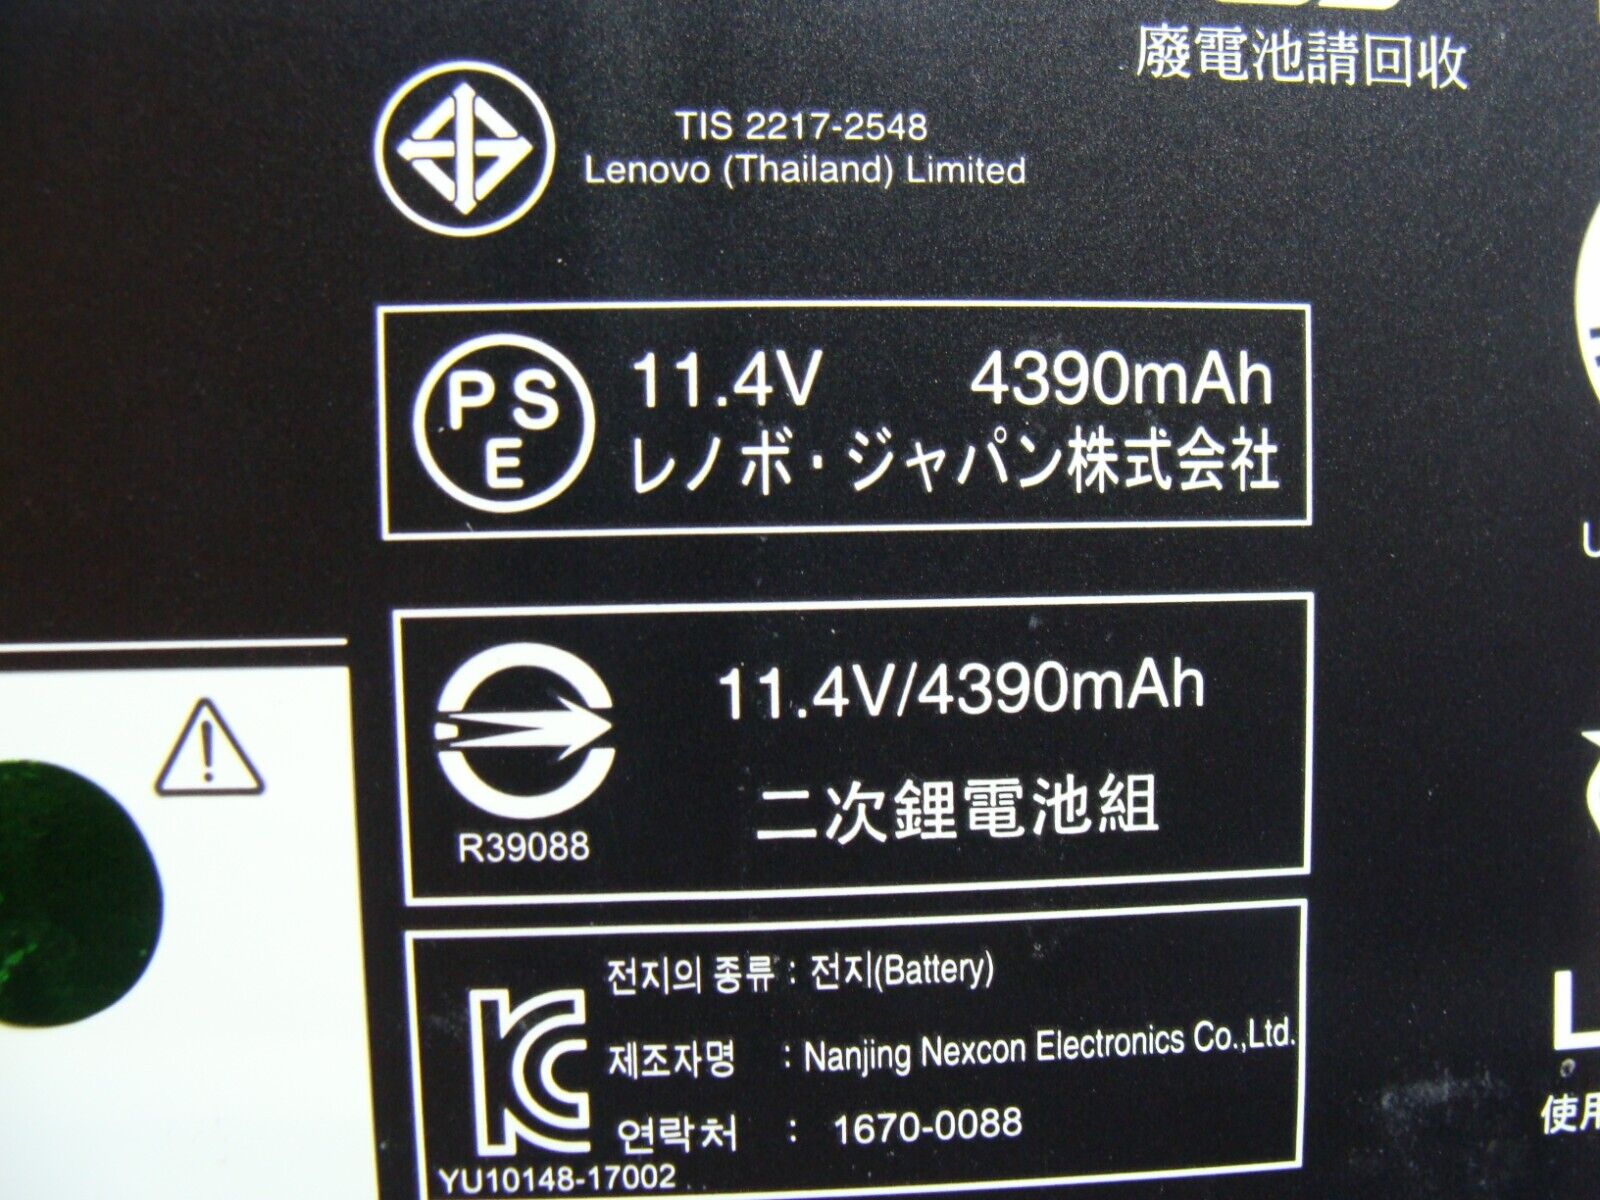 廢電池請回收
TIS 2217-2548
Lenovo (Thailand) Limited
PSE
11.4V 4390mAh
レノボ・ジャパン株式会社
11.4V/4390mAh
二次鋰電池組
R39088
전지의 종류 : 전지(Battery)
제조자명 : Nanjing Nexcon Electronics Co.,Ltd.
연락처 : 1670-0088
YU10148-17002
使用